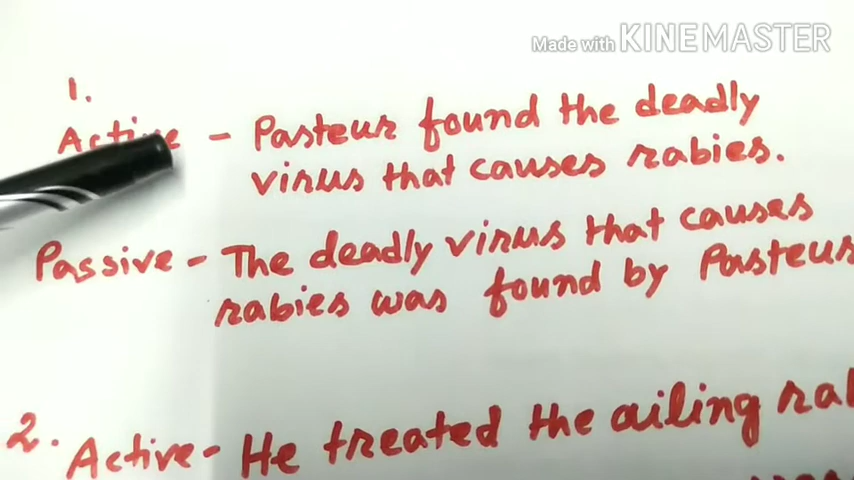 Made with KINEMASTER
1.
Active - Pasteur found the deadly
virus that causes rabies.
Passive - The deadly virus that causes
rabies was found by Pasteur
2. Active - He treated the ailing